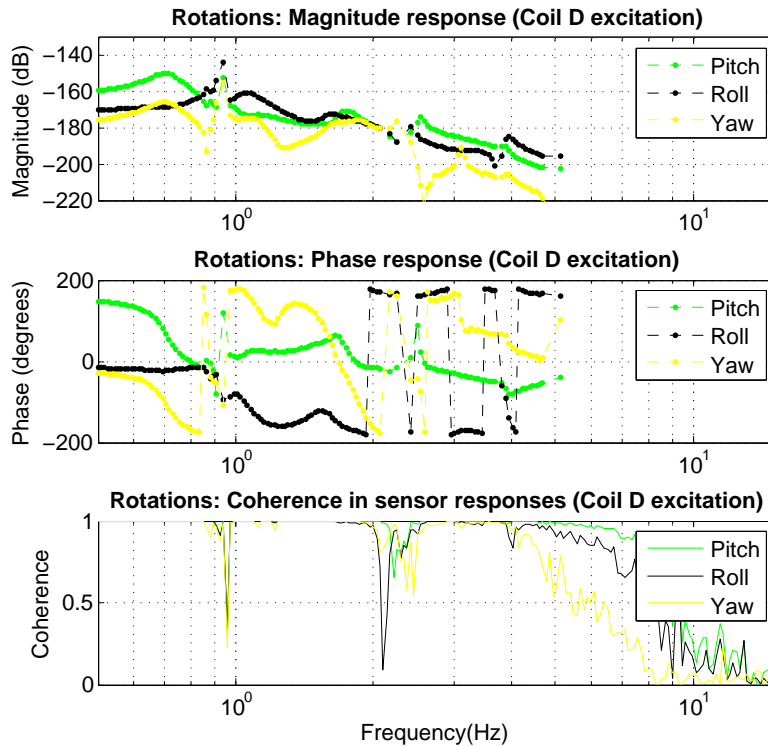 Rotations: Magnitude response (Coil D excitation)
Magnitude (dB)
−140
−160
−180
−200
−220
10^0
10^1
Pitch
Roll
Yaw
Rotations: Phase response (Coil D excitation)
Phase (degrees)
200
0
−200
10^0
10^1
Pitch
Roll
Yaw
Rotations: Coherence in sensor responses (Coil D excitation)
Coherence
1
0.5
0
10^0
10^1
Pitch
Roll
Yaw
Frequency(Hz)